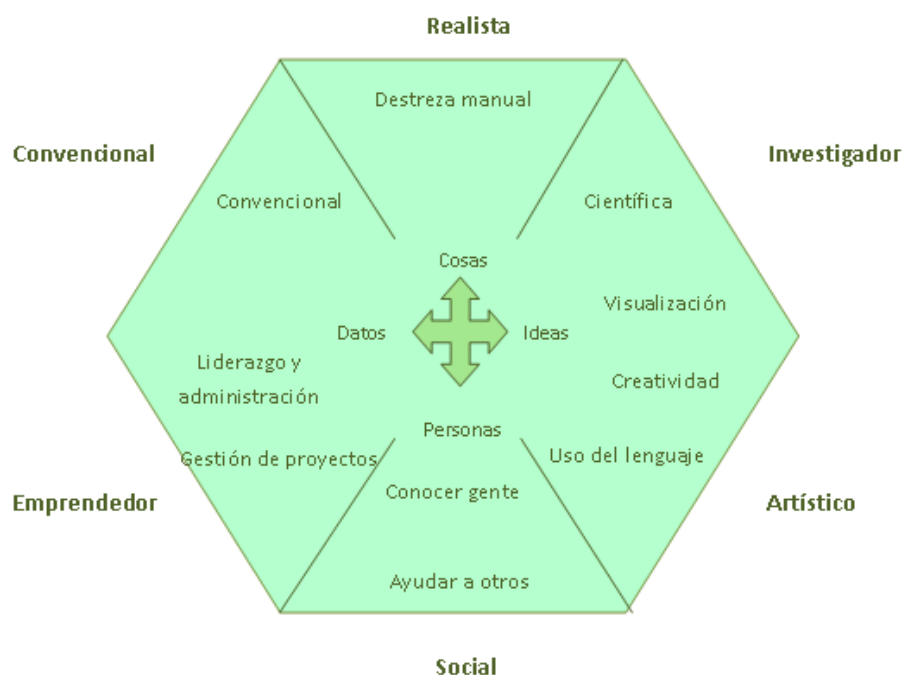 Realista
Destreza manual
Convencional
Investigador
Convencional
Científica
Cosas
Visualización
Datos
Ideas
Liderazgo y
administración
Creatividad
Personas
Gestión de proyectos
Uso del lenguaje
Conocer gente
Emprendedor
Artístico
Ayudar a otros
Social